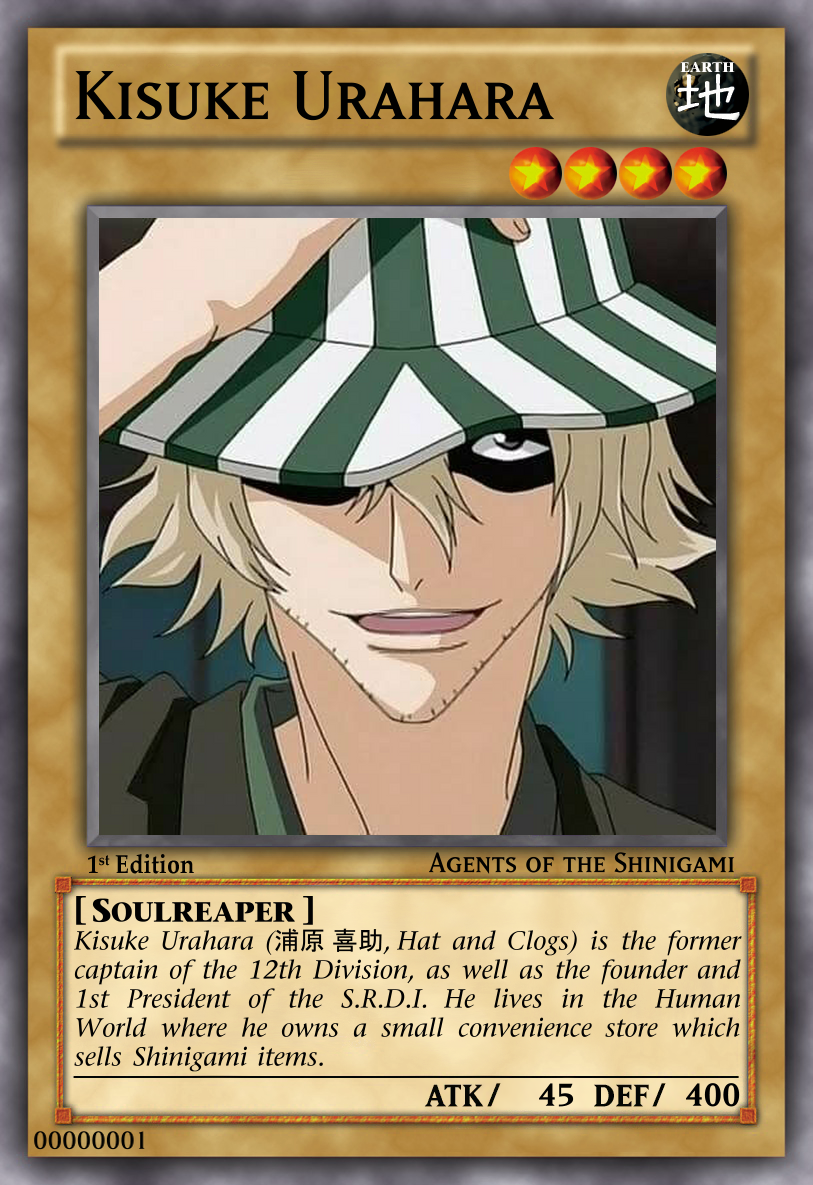 Kisuke Urahara
EARTH
地
1st Edition
Agents of the Shinigami
[ Soulreaper ]
Kisuke Urahara (浦原 喜助, Hat and Clogs) is the former
captain of the 12th Division, as well as the founder and
1st President of the S.R.D.I. He lives in the Human
World where he owns a small convenience store which
sells Shinigami items.
ATK/ 45 DEF/ 400
00000001